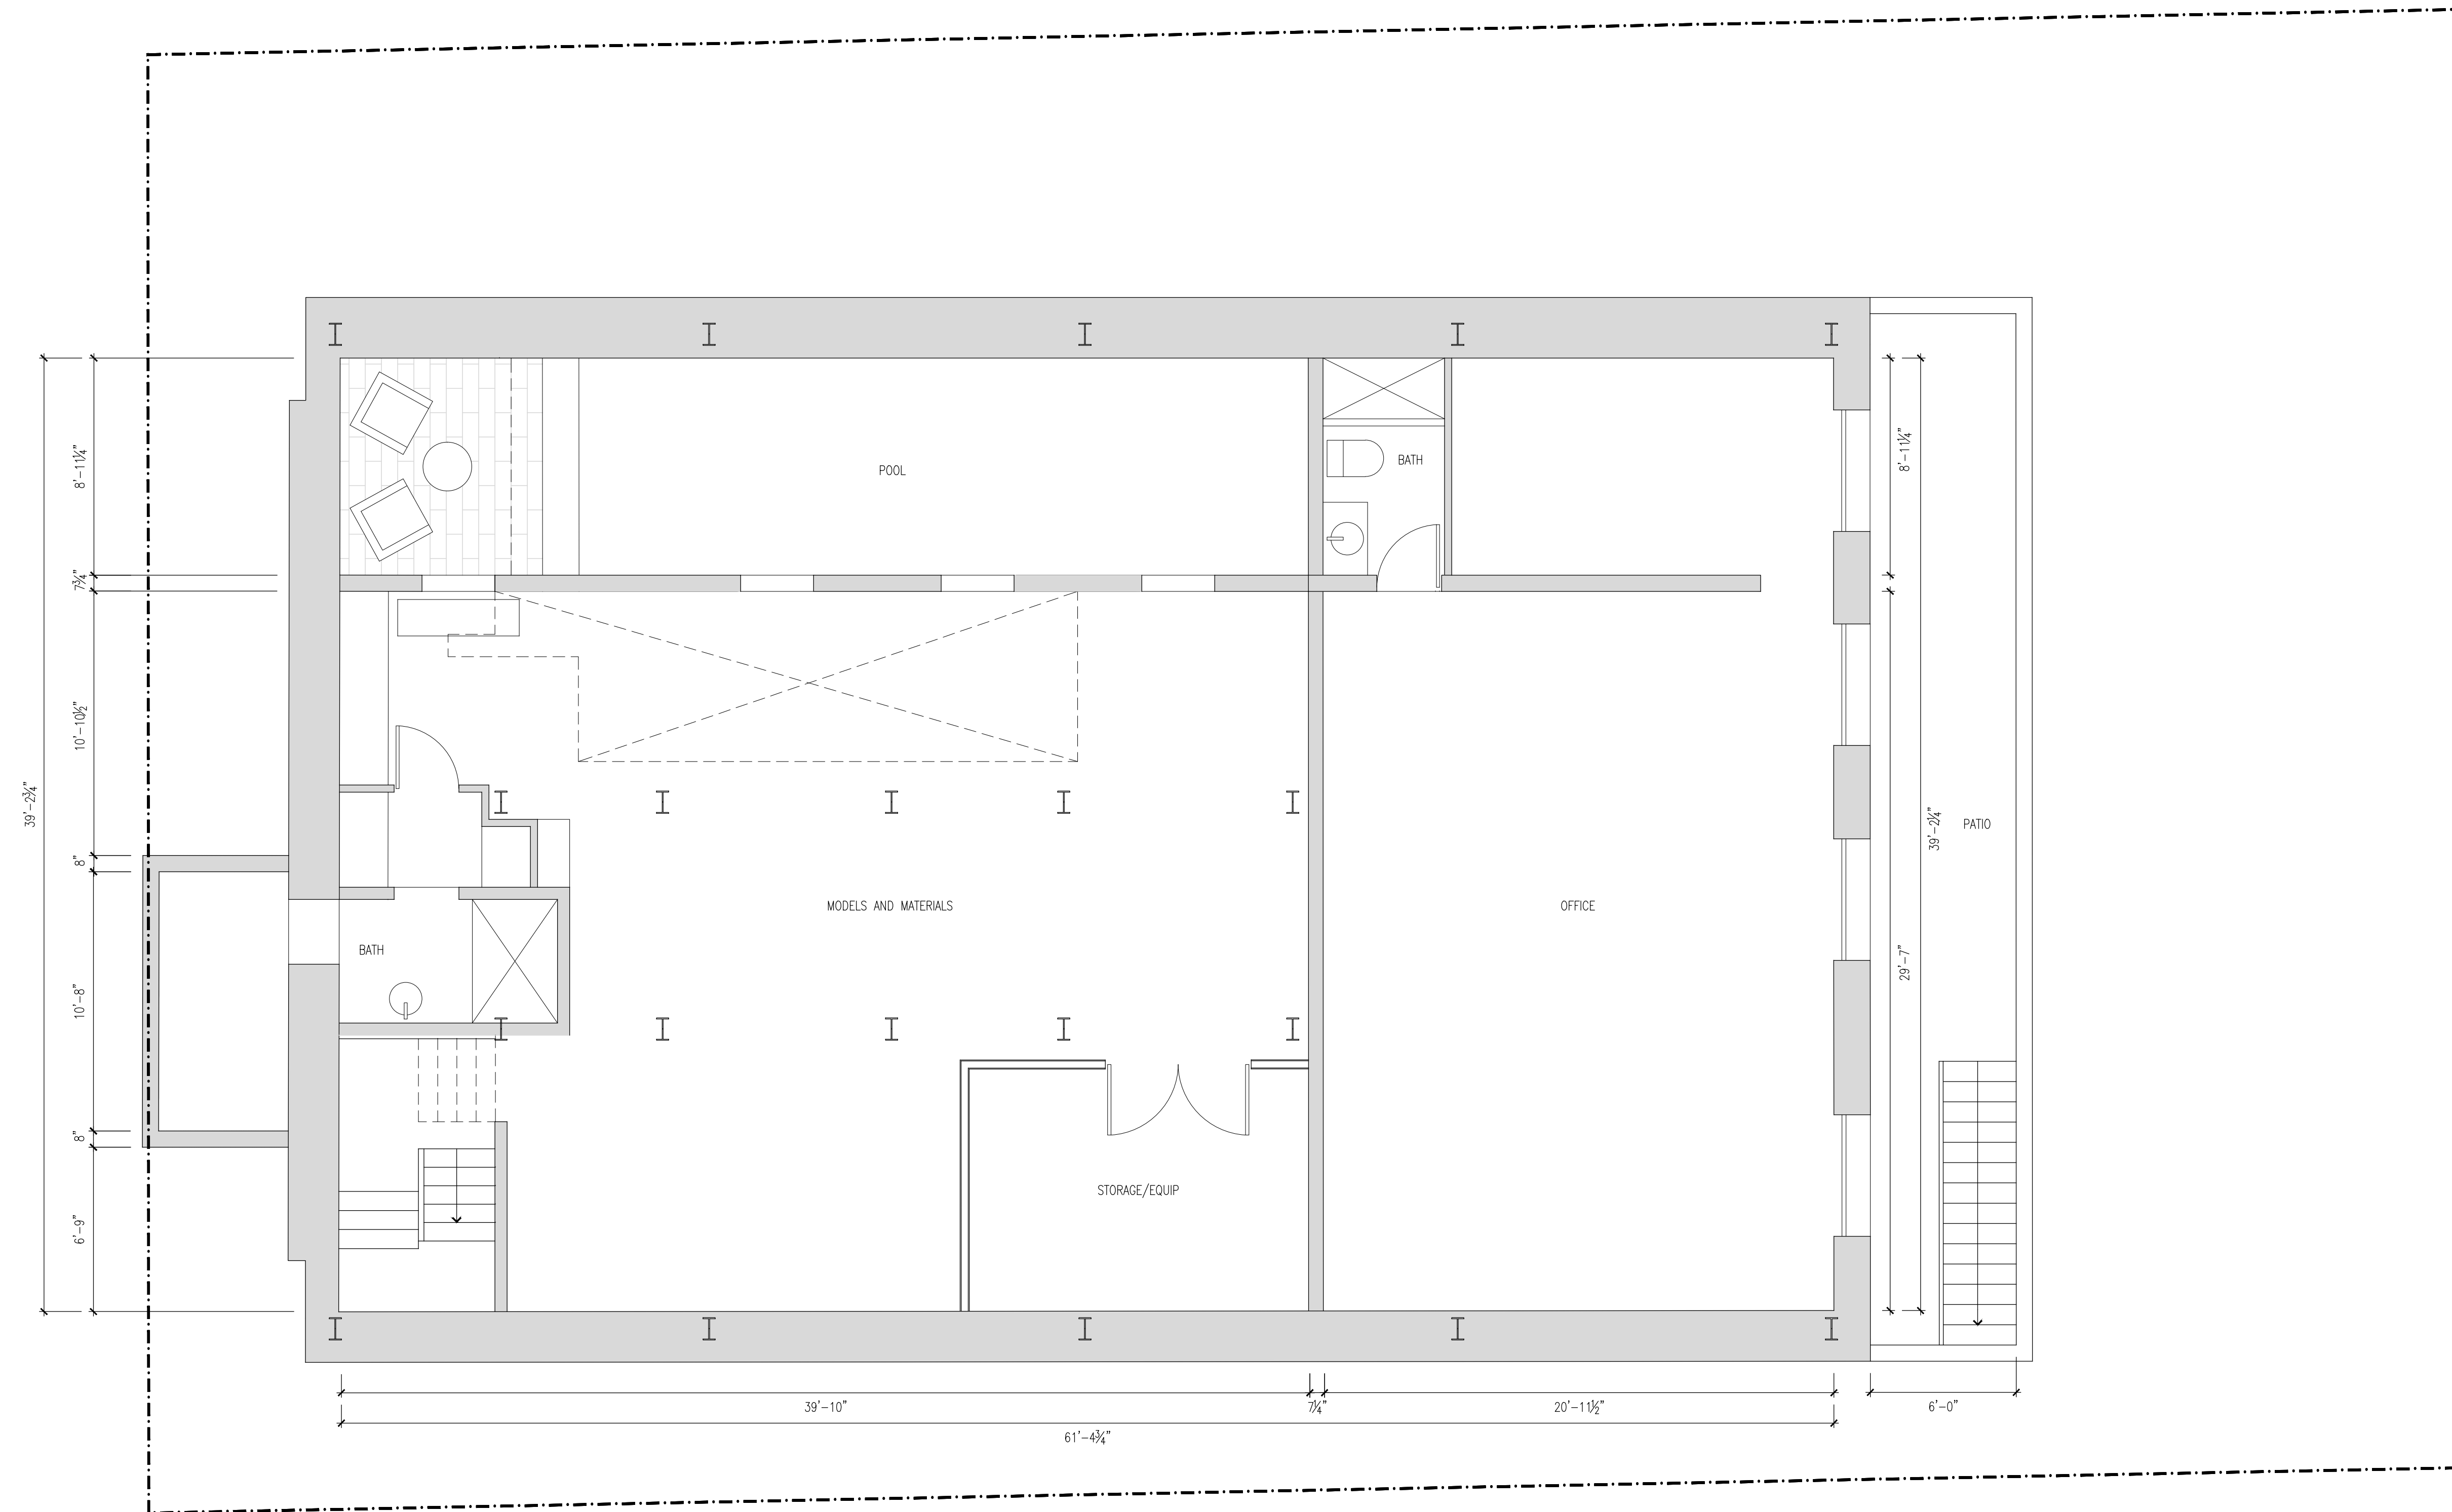 POOL
BATH
8'-11¼"
8'-11¼"
7¾"
10'-10½"
39'-2¾"
39'-2¼"
PATIO
8"
MODELS AND MATERIALS
OFFICE
BATH
29'-7"
10'-8"
8"
STORAGE/EQUIP
6'-9"
39'-10"
7¼"
20'-11½"
6'-0"
61'-4¾"